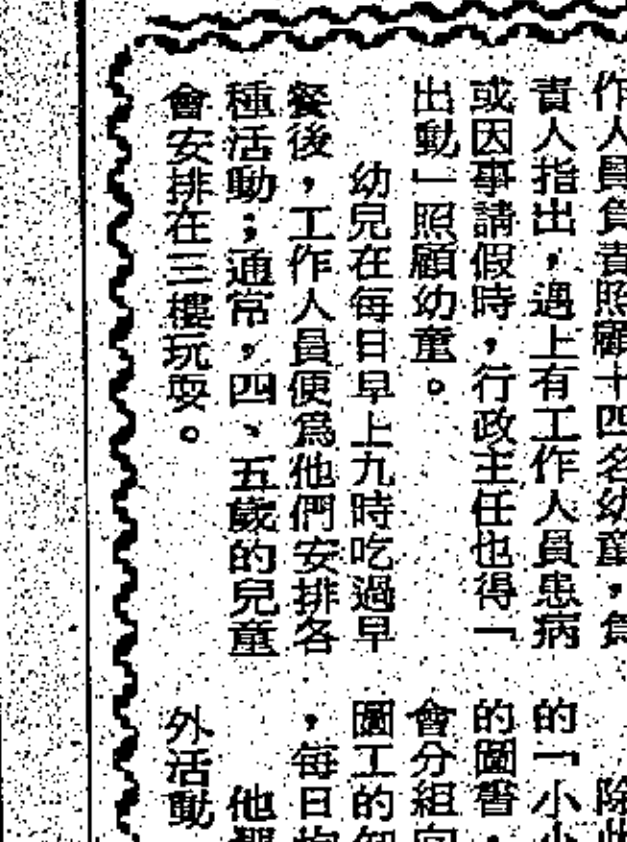 作人員負責照顧十四名幼童，負
責人指出，遇上有工作人員患病
或因事請假時，行政主任也得「
出動」照顧幼童。
幼兒在每日早上九時吃過早
餐後，工作人員便為他們安排各
種活動；通常，四、五歲的兒童
會安排在三樓玩耍。
除
的「小小
的圖書，
會分組
園工的
，每日
他們
外活動